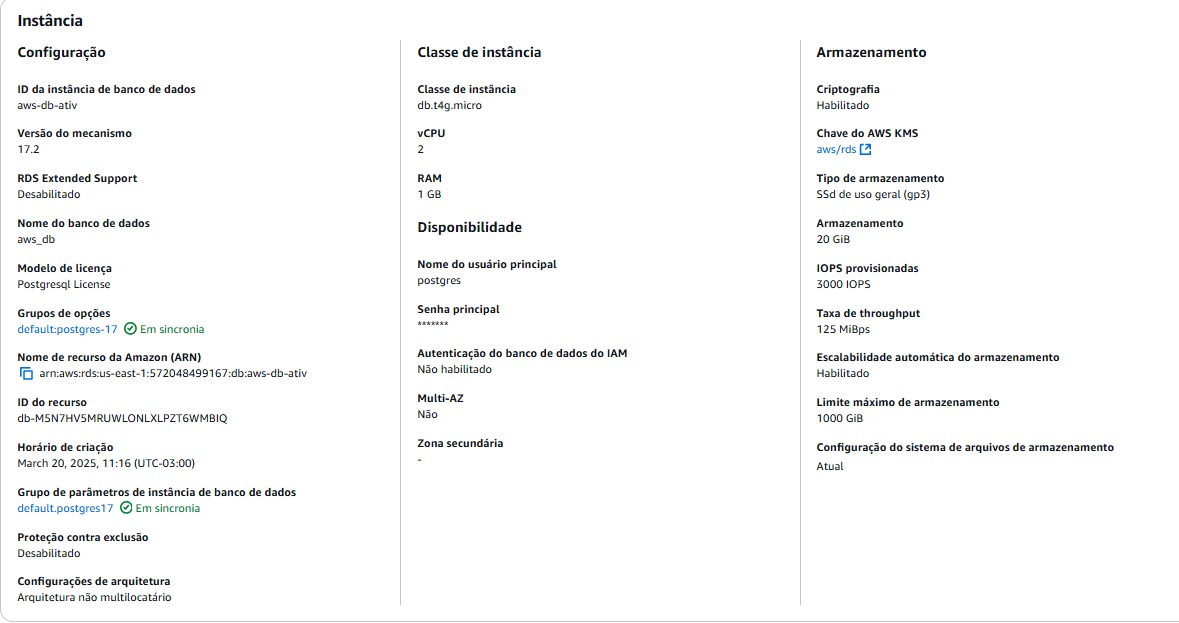 Instância
Configuração
ID da instância de banco de dados
aws-db-ativ
Versão do mecanismo
17.2
RDS Extended Support
Desabilitado
Nome do banco de dados
aws_db
Modelo de licença
Postgresql License
Grupos de opções
default:postgres-17 Em sincronia
Nome de recurso da Amazon (ARN)
arn:aws:rds:us-east-1:572048499167:db:aws-db-ativ
ID do recurso
db-M5N7HV5MRUWLONLXLPZT6WMBIQ
Horário de criação
March 20, 2025, 11:16 (UTC-03:00)
Grupo de parâmetros de instância de banco de dados
default.postgres17 Em sincronia
Proteção contra exclusão
Desabilitado
Configurações de arquitetura
Arquitetura não multilocatário
Classe de instância
Classe de instância
db.t4g.micro
vCPU
2
RAM
1 GB
Disponibilidade
Nome do usuário principal
postgres
Senha principal
*******
Autenticação do banco de dados do IAM
Não habilitado
Multi-AZ
Não
Zona secundária
-
Armazenamento
Criptografia
Habilitado
Chave do AWS KMS
aws/rds
Tipo de armazenamento
SSd de uso geral (gp3)
Armazenamento
20 GiB
IOPS provisionadas
3000 IOPS
Taxa de throughput
125 MiBps
Escalabilidade automática do armazenamento
Habilitado
Limite máximo de armazenamento
1000 GiB
Configuração do sistema de arquivos de armazenamento
Atual